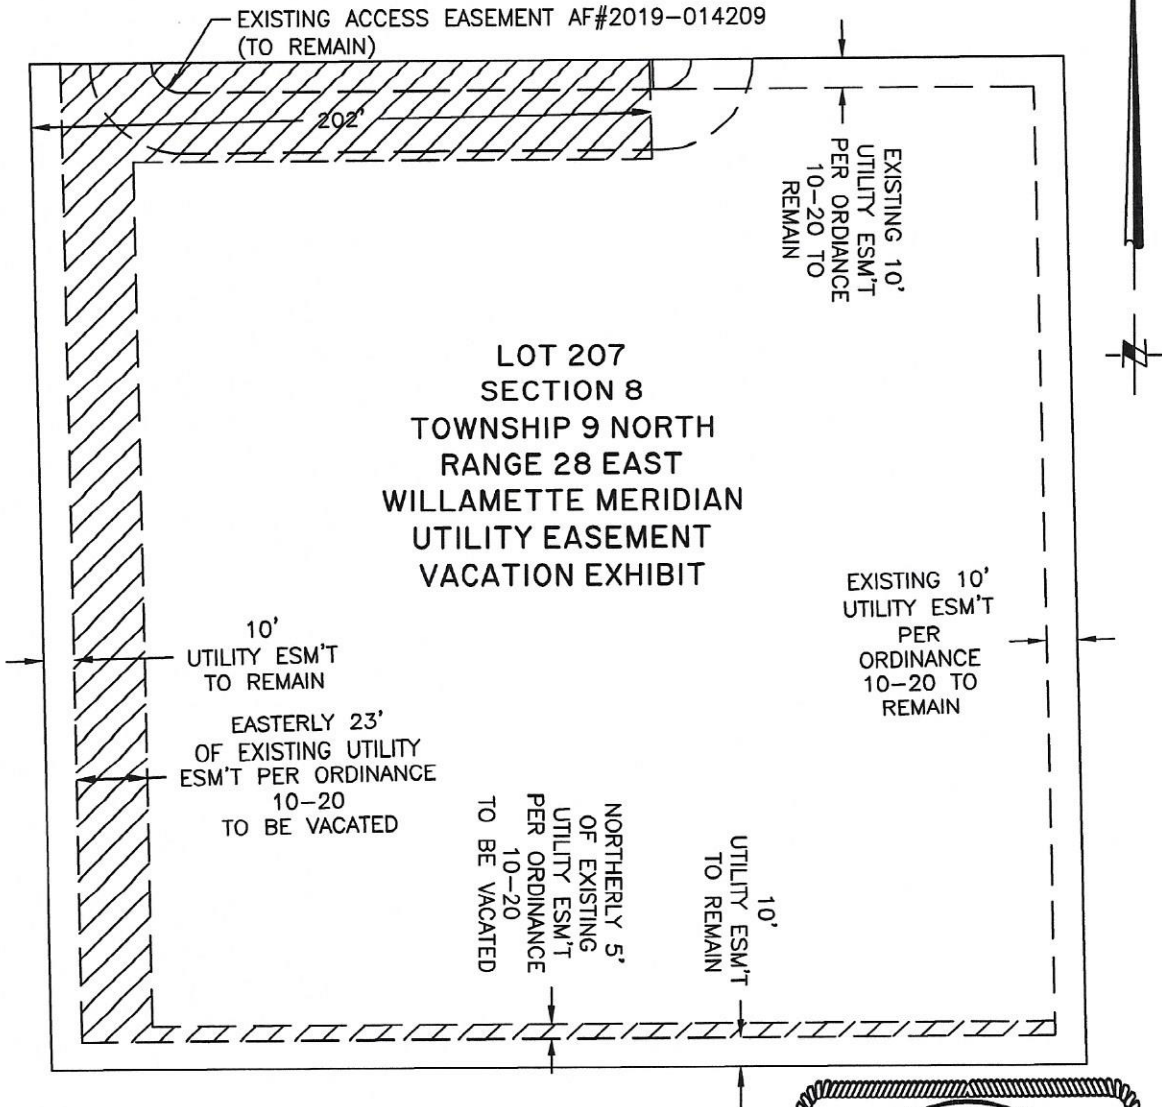 EXISTING ACCESS EASEMENT AF#2019-014209
(TO REMAIN)
202'
EXISTING 10'
UTILITY ESM'T
PER ORDIANCE
10-20 TO
REMAIN
LOT 207
SECTION 8
TOWNSHIP 9 NORTH
RANGE 28 EAST
WILLAMETTE MERIDIAN
UTILITY EASEMENT
VACATION EXHIBIT
10'
UTILITY ESM'T
TO REMAIN
EXISTING 10'
UTILITY ESM'T
PER
ORDINANCE
10-20 TO
REMAIN
EASTERLY 23'
OF EXISTING UTILITY
ESM'T PER ORDINANCE
10-20
TO BE VACATED
NORTHERLY 5'
OF EXISTING
UTILITY ESM'T
PER ORDINANCE
10-20
TO BE VACATED
10'
UTILITY ESM'T
TO REMAIN